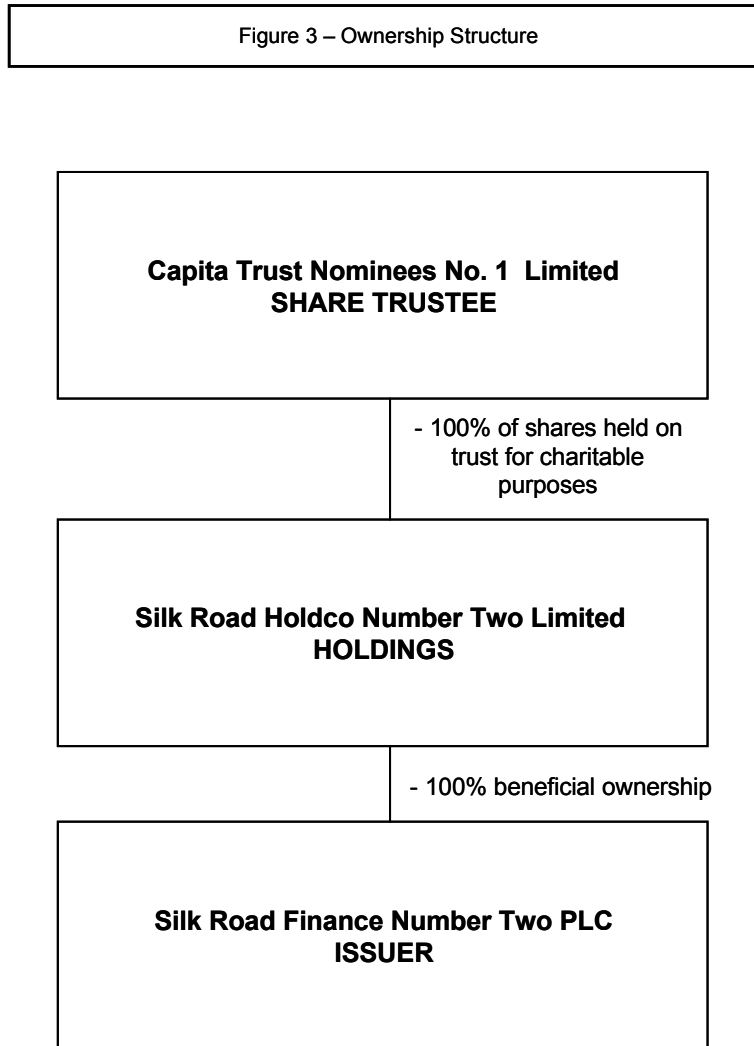 Figure 3 – Ownership Structure
Capita Trust Nominees No. 1 Limited
SHARE TRUSTEE
- 100% of shares held on
trust for charitable
purposes
Silk Road Holdco Number Two Limited
HOLDINGS
- 100% beneficial ownership
Silk Road Finance Number Two PLC
ISSUER